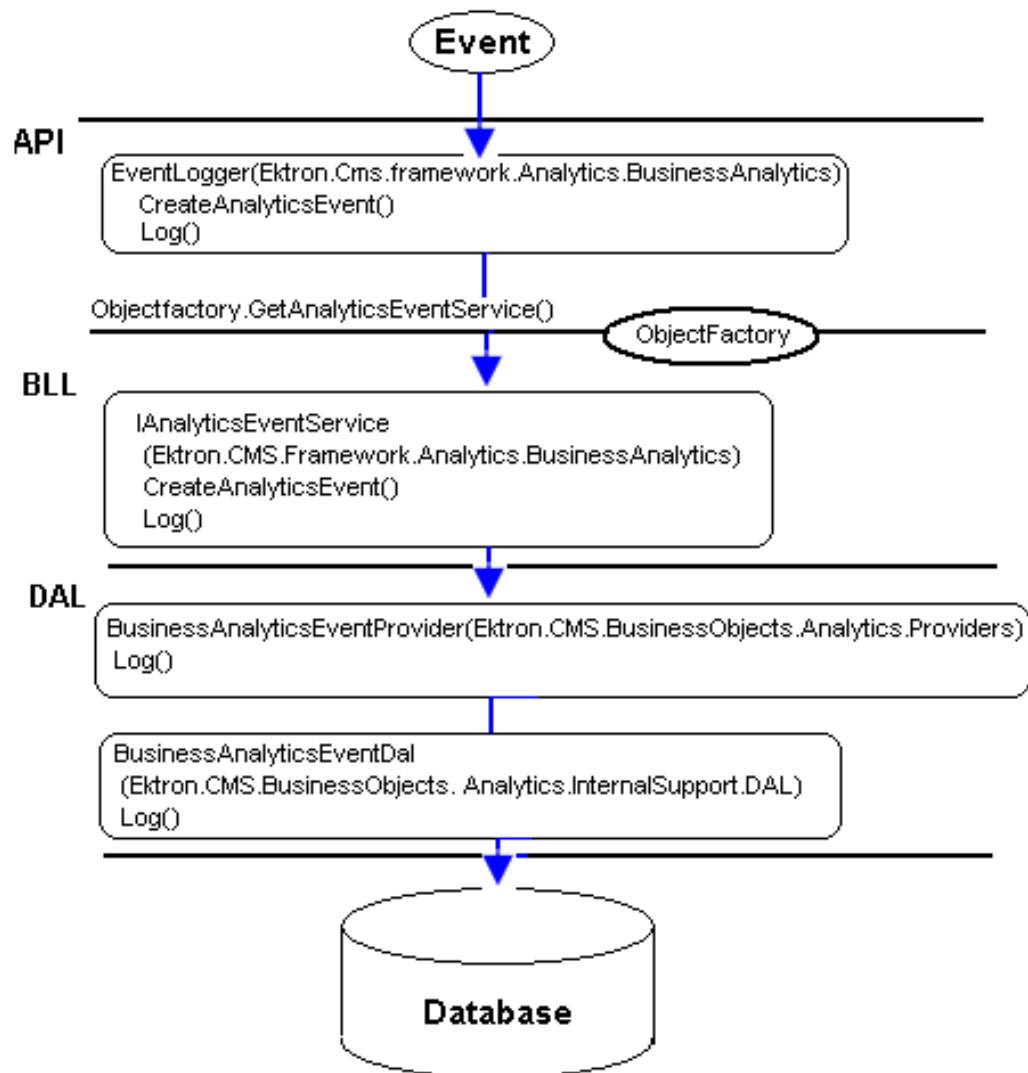 Event
API
EventLogger(Ektron.Cms.framework.Analytics.BusinessAnalytics)
CreateAnalyticsEvent()
Log()
Objectfactory.GetAnalyticsEventService()
ObjectFactory
BLL
IAnalyticsEventService
(Ektron.CMS.Framework.Analytics.BusinessAnalytics)
CreateAnalyticsEvent()
Log()
DAL
BusinessAnalyticsEventProvider(Ektron.CMS.BusinessObjects.Analytics.Providers)
Log()
BusinessAnalyticsEventDal
(Ektron.CMS.BusinessObjects. Analytics.InternalSupport.DAL)
Log()
Database